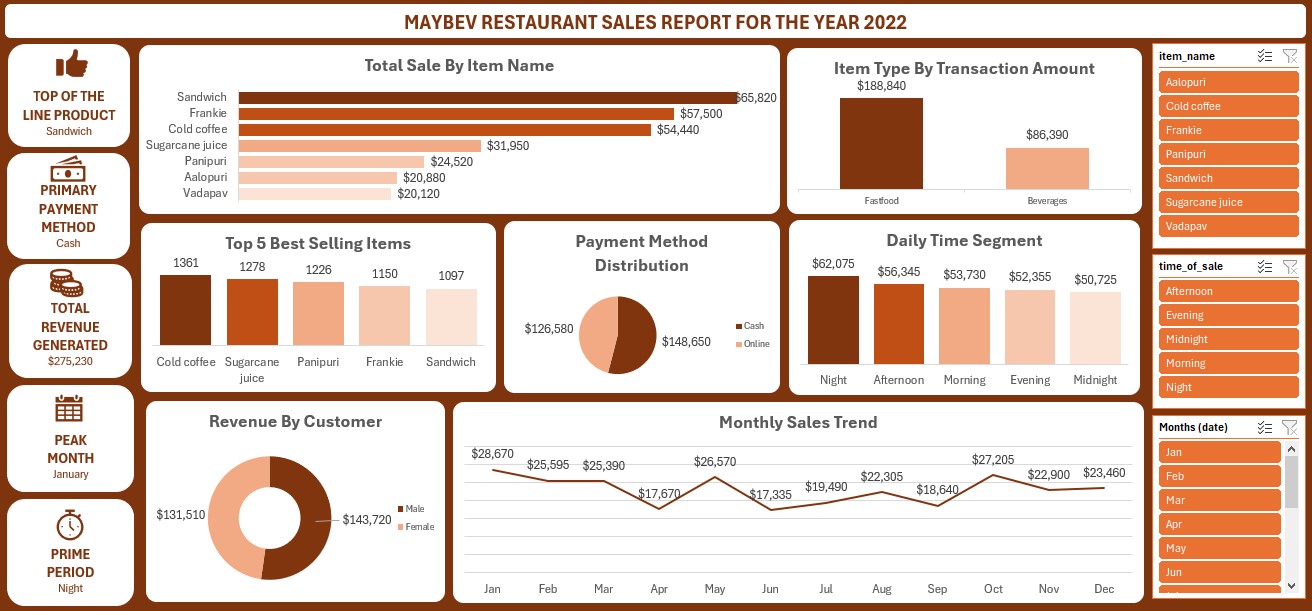 MAYBEV RESTAURANT SALES REPORT FOR THE YEAR 2022
TOP OF THE
LINE PRODUCT
Sandwich
PRIMARY
PAYMENT
METHOD
Cash
TOTAL
REVENUE
GENERATED
$275,230
PEAK
MONTH
January
PRIME
PERIOD
Night
Total Sale By Item Name
Sandwich $65,820
Frankie $57,500
Cold coffee $54,440
Sugarcane juice $31,950
Panipuri $24,520
Aalopuri $20,880
Vadapav $20,120
Item Type By Transaction Amount
$188,840
$86,390
Fastfood Beverages
Top 5 Best Selling Items
1361 1278 1226 1150 1097
Cold coffee Sugarcane Panipuri Frankie Sandwich
juice
Payment Method
Distribution
$126,580
$148,650
Cash
Online
Daily Time Segment
$62,075 $56,345 $53,730 $52,355 $50,725
Night Afternoon Morning Evening Midnight
Revenue By Customer
$131,510
$143,720
Male
Female
Monthly Sales Trend
$28,670 $25,595 $25,390 $17,670 $26,570 $17,335 $19,490 $22,305 $18,640 $27,205 $22,900 $23,460
Jan Feb Mar Apr May Jun Jul Aug Sep Oct Nov Dec
item_name
Aalopuri
Cold coffee
Frankie
Panipuri
Sandwich
Sugarcane juice
Vadapav
time_of_sale
Afternoon
Evening
Midnight
Morning
Night
Months (date)
Jan
Feb
Mar
Apr
May
Jun